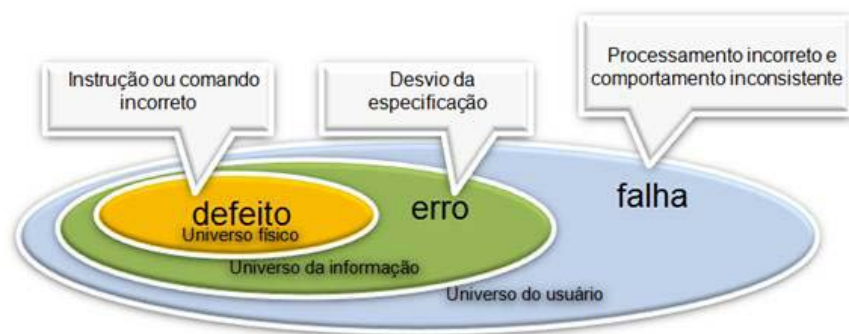 Instrução ou comando
incorreto
Desvio da
especificação
Processamento incorreto e
comportamento inconsistente
defeito
Universo físico
erro
Universo da informação
falha
Universo do usuário